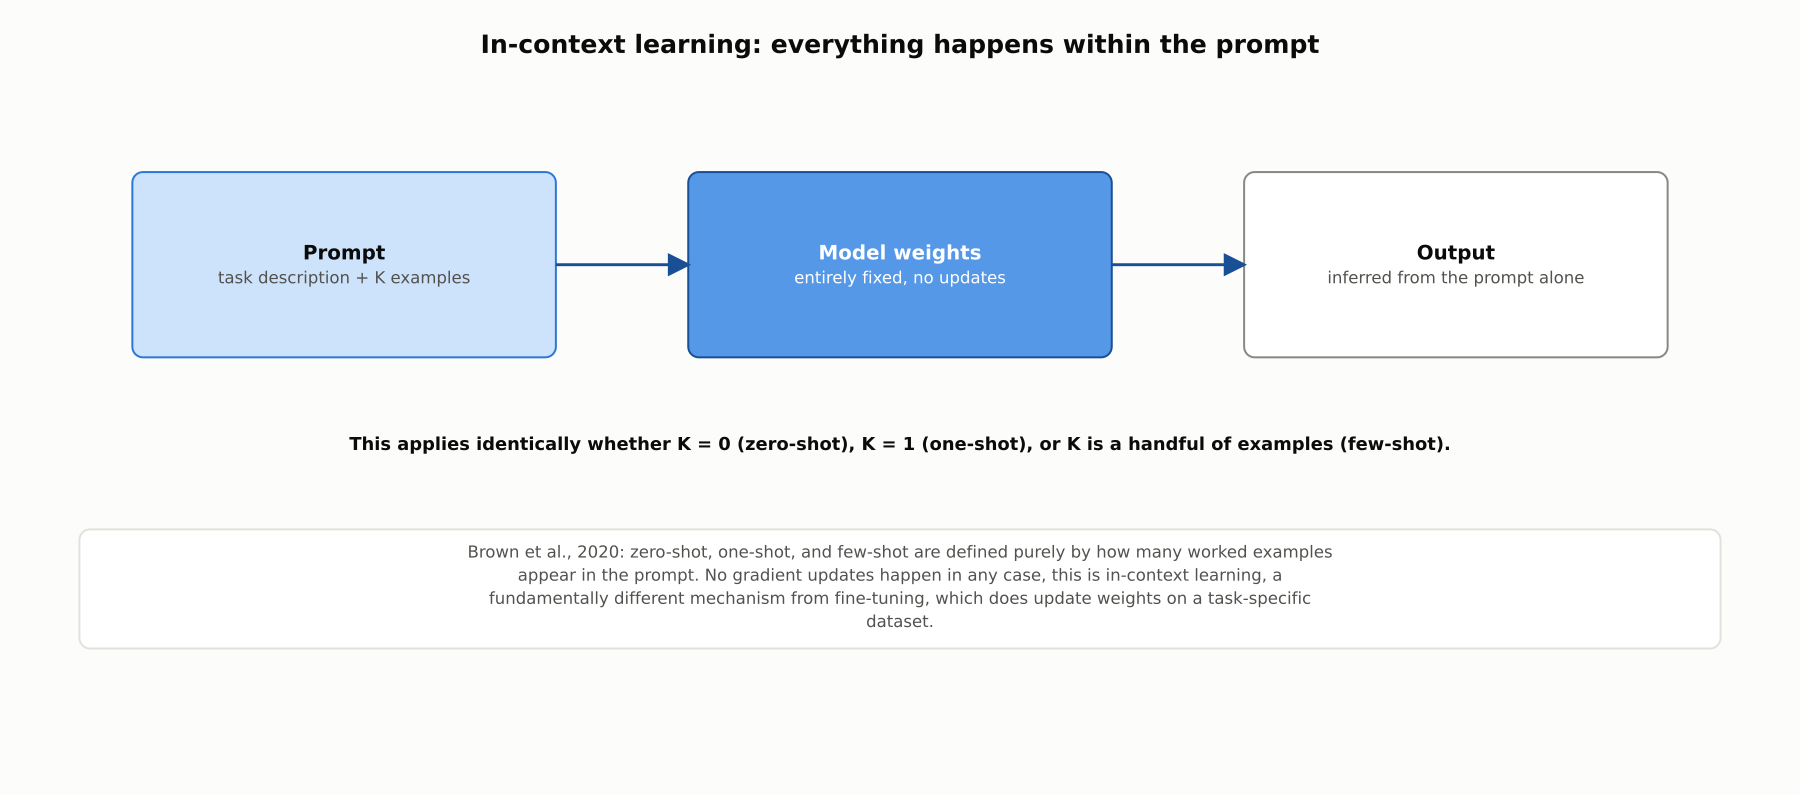 In-context learning: everything happens within the prompt
Prompt
task description + K examples
Model weights
entirely fixed, no updates
Output
inferred from the prompt alone
This applies identically whether K = 0 (zero-shot), K = 1 (one-shot), or K is a handful of examples (few-shot).
Brown et al., 2020: zero-shot, one-shot, and few-shot are defined purely by how many worked examples
appear in the prompt. No gradient updates happen in any case, this is in-context learning, a
fundamentally different mechanism from fine-tuning, which does update weights on a task-specific
dataset.